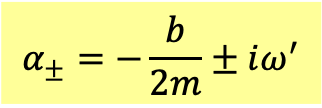 α± = − b/2m ± iω′